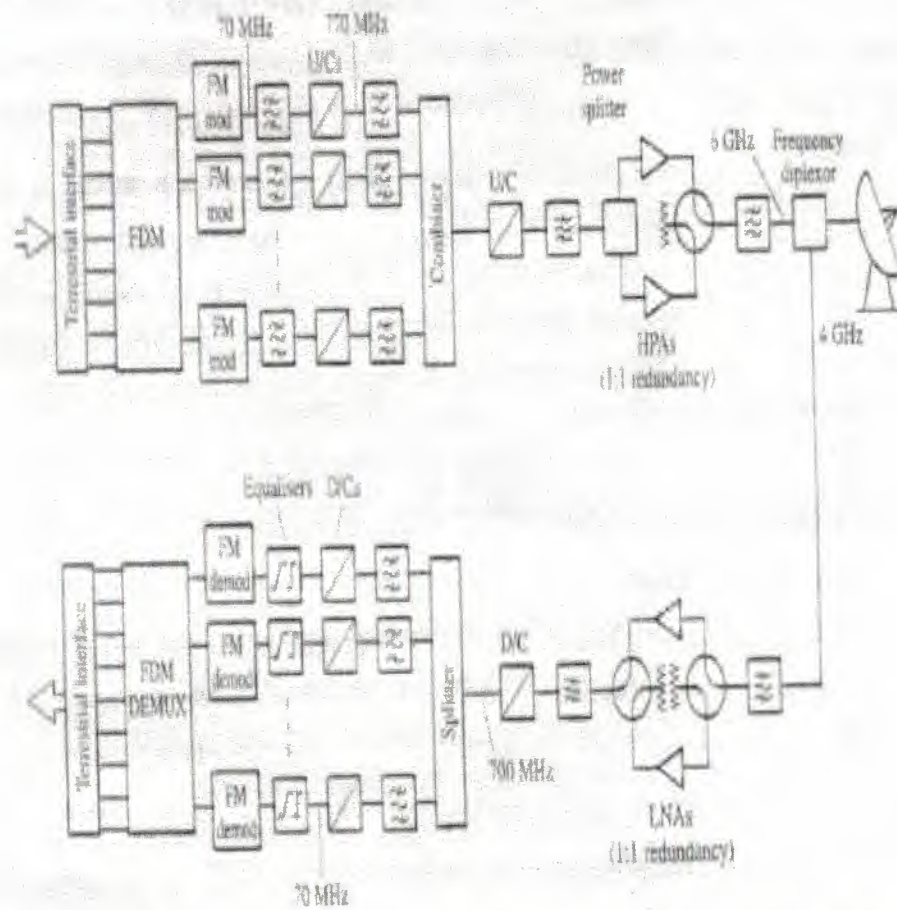 70 MHz
770 MHz
U/Cs
Power
splitter
FM
mod
6 GHz
Frequency
diplexor
U/C
FM
mod
Terrestrial interface
FDM
Combiner
FM
mod
HPAs
(1:1 redundancy)
4 GHz
Equalisers
D/Cs
FM
demod
D/C
Terrestrial interface
FDM
DEMUX
FM
demod
Splitter
700 MHz
FM
demod
LNAs
(1:1 redundancy)
70 MHz